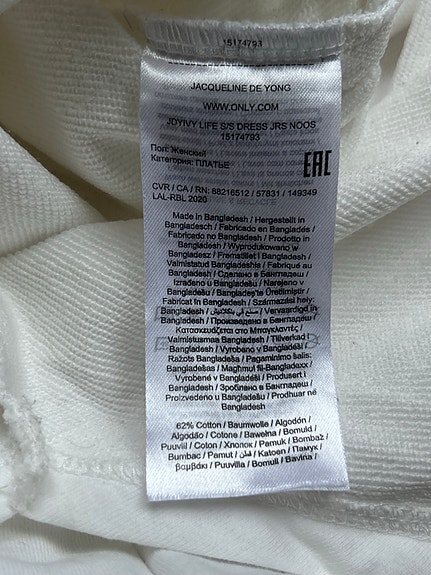 15174793
JACQUELINE DE YONG
WWW.ONLY.COM
JDYIVY LIFE S/S DRESS JRS NOOS
15174793
Пол: Женский
Категория: ПЛАТЬЕ
EAC
CVR / CA / RN: 88216512 / 57831 / 149349
LAL-RBL 2020
Made in Bangladesh / Hergestellt in
Bangladesch / Fabricado en Bangladés /
Fabricado no Bangladesh / Prodotto in
Bangladesh / Wyprodukowano w
Bangladesz / Fremstillet i Bangladesh /
Valmistatud Bangladeshis / Fabriqué au
Bangladesh / Сделано в Бангладеш /
Izrađeno u Bangladešu / Narejeno v
Bangladešu / Bangladeş'te Üretilmiştir /
Fabricat în Bangladesh / Származási hely:
Banglades / صنع في بنغلاديش / Vervaardigd in
Bangladesh / Произведено в Бангладеш /
Κατασκευάζεται στο Μπαγκλαντές /
Valmistusmaa Bangladesh / Tillverkad i
Bangladesh / Vyrobeno v Bangladéši /
Ražots Bangladeša / Pagaminimo šalis:
Bangladešas / Magħmul fil-Bangladexx /
Vyrobené v Bangladéši / Produsert i
Bangladesh / Зроблено в Бангладеш /
Proizvedeno u Bangladešu / Prodhuar në
Bangladesh
62% Cotton / Baumwolle / Algodón /
Algodão / Cotone / Bawełna / Bomuld /
Puuvill / Coton / Хлопок / Pamuk / Bombaž /
Bumbac / Pamut / قطن / Katoen / Памук /
βαμβάκι / Puuvilla / Bomull / Bavlna /